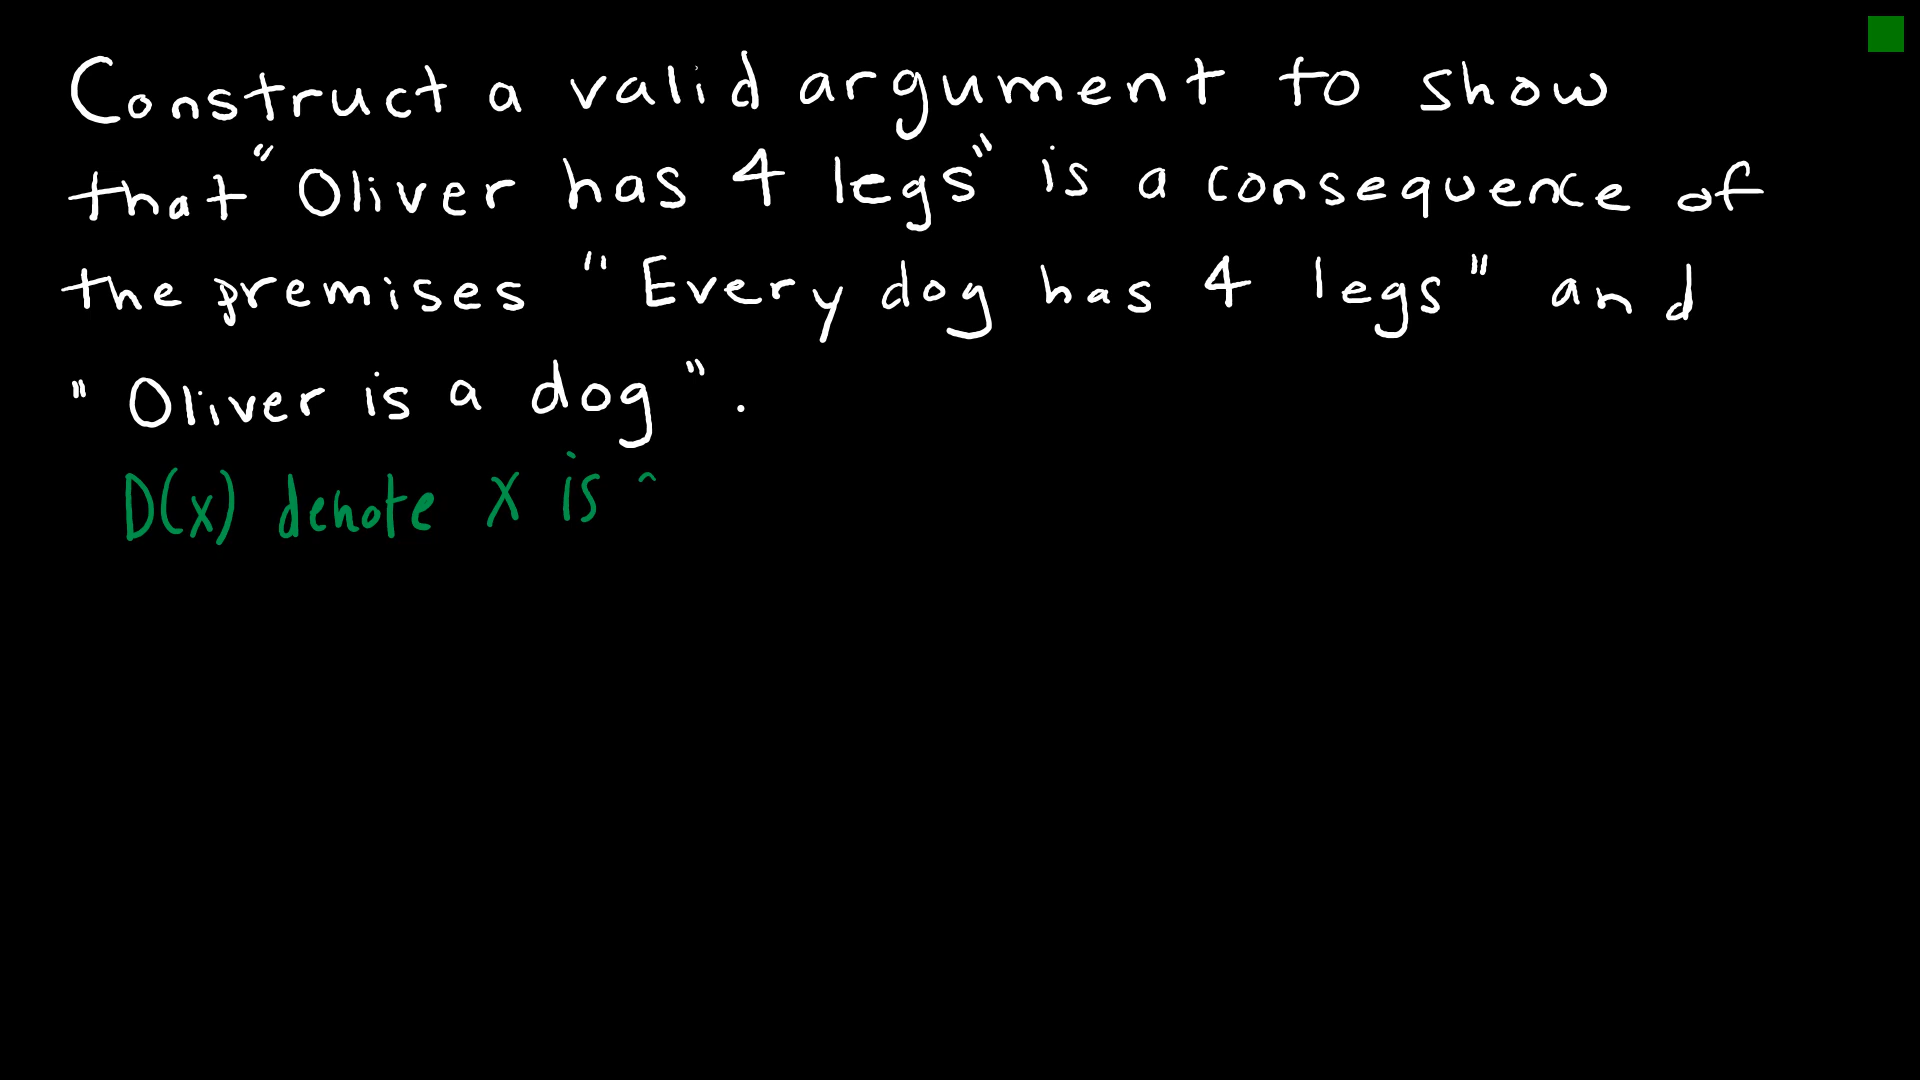 Construct a valid argument to show
that "Oliver has 4 legs" is a consequence of
the premises "Every dog has 4 legs" and
"Oliver is a dog".
D(x) denote x is